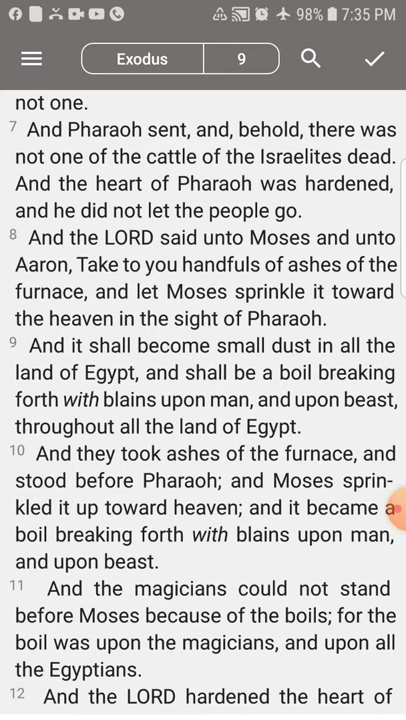 98% 7:35 PM
Exodus 9
not one.
7 And Pharaoh sent, and, behold, there was
not one of the cattle of the Israelites dead.
And the heart of Pharaoh was hardened,
and he did not let the people go.
8 And the LORD said unto Moses and unto
Aaron, Take to you handfuls of ashes of the
furnace, and let Moses sprinkle it toward
the heaven in the sight of Pharaoh.
9 And it shall become small dust in all the
land of Egypt, and shall be a boil breaking
forth with blains upon man, and upon beast,
throughout all the land of Egypt.
10 And they took ashes of the furnace, and
stood before Pharaoh; and Moses sprin-
kled it up toward heaven; and it became a
boil breaking forth with blains upon man,
and upon beast.
11 And the magicians could not stand
before Moses because of the boils; for the
boil was upon the magicians, and upon all
the Egyptians.
12 And the LORD hardened the heart of